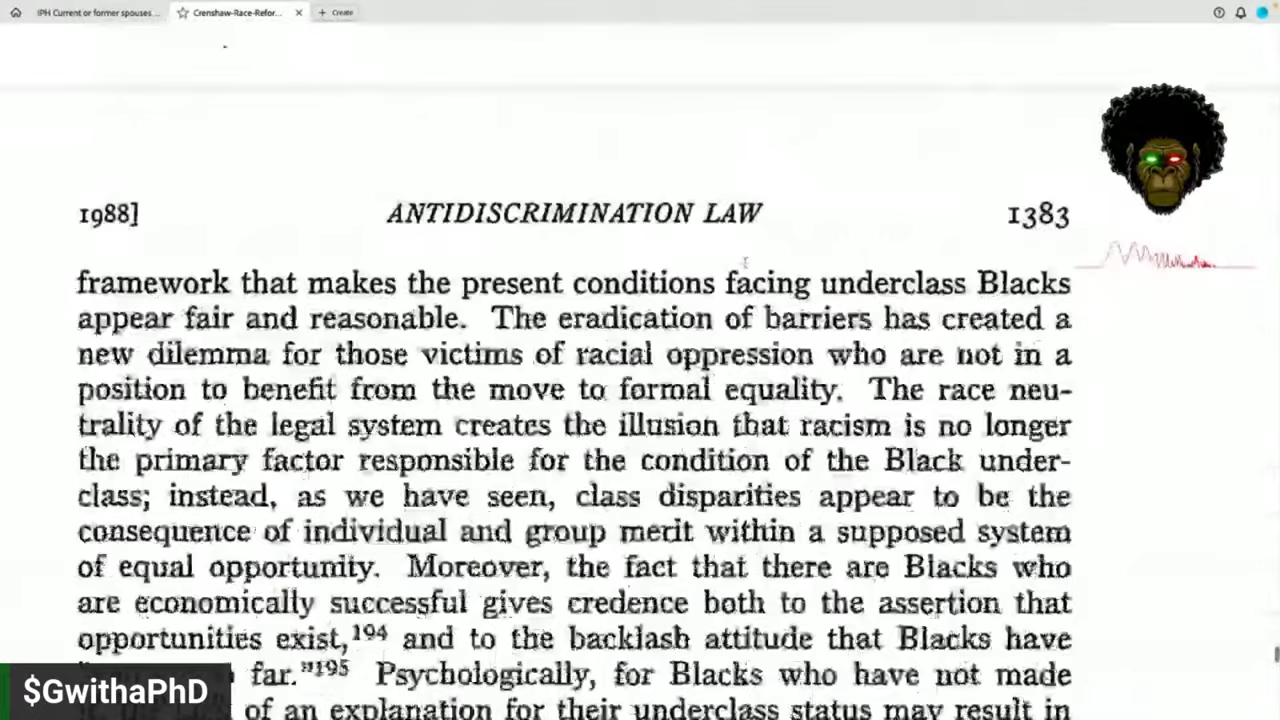 IPH Current or former spouses ...
Crenshaw-Race-Refor...
Create
1988]
ANTIDISCRIMINATION LAW
1383
framework that makes the present conditions facing underclass Blacks
appear fair and reasonable. The eradication of barriers has created a
new dilemma for those victims of racial oppression who are not in a
position to benefit from the move to formal equality. The race neu-
trality of the legal system creates the illusion that racism is no longer
the primary factor responsible for the condition of the Black under-
class; instead, as we have seen, class disparities appear to be the
consequence of individual and group merit within a supposed system
of equal opportunity. Moreover, the fact that there are Blacks who
are economically successful gives credence both to the assertion that
opportunities exist,194 and to the backlash attitude that Blacks have
far."195 Psychologically, for Blacks who have not made
of an explanation for their underclass status may result in
$GwithaPhD